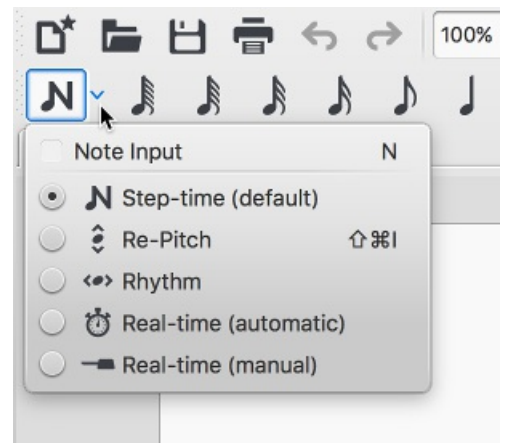 100%
Note Input N
Step-time (default)
Re-Pitch ⇧⌘I
Rhythm
Real-time (automatic)
Real-time (manual)